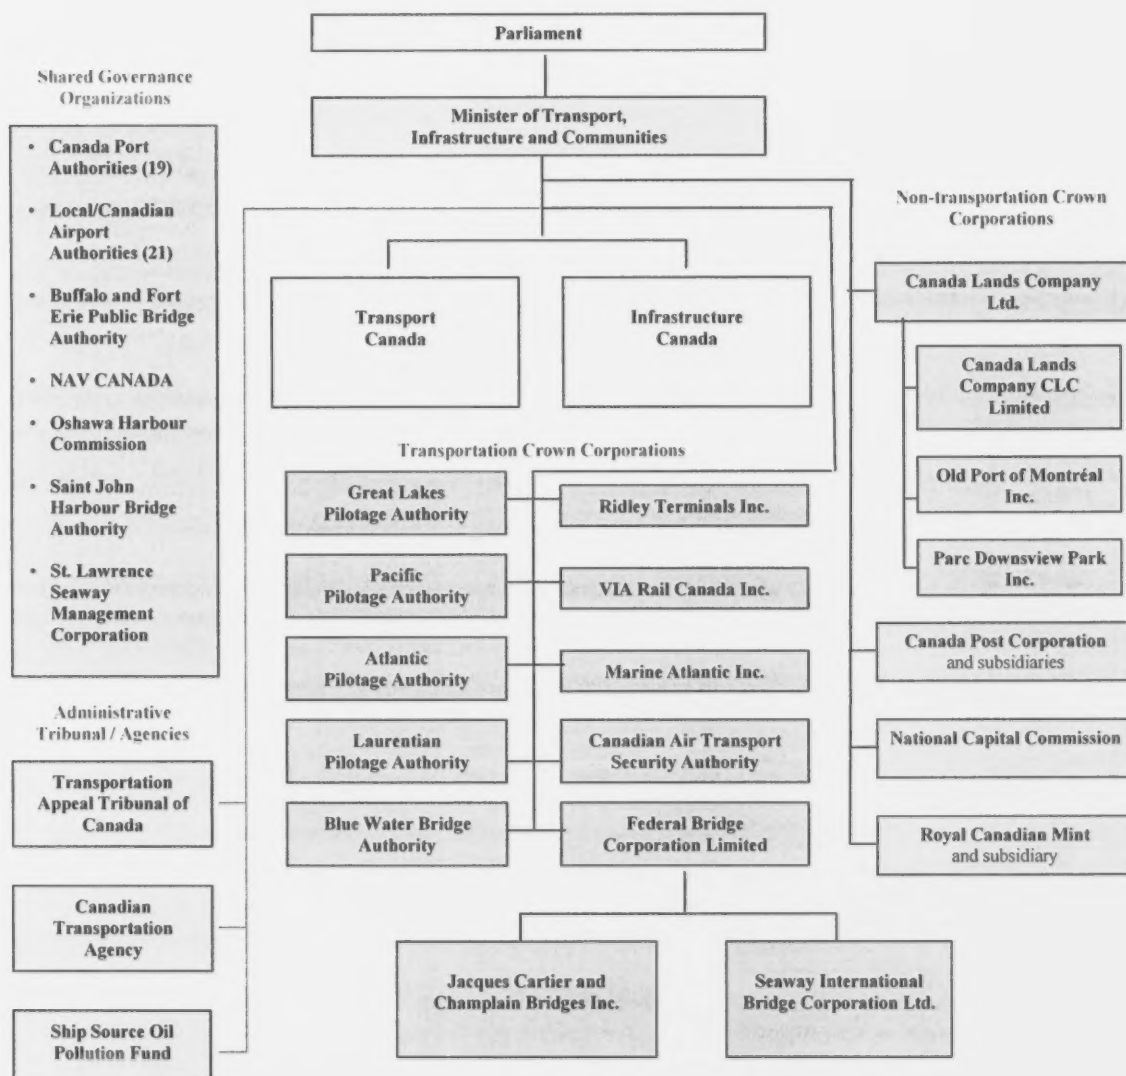 Parliament
Minister of Transport,
Infrastructure and Communities
Shared Governance
Organizations
• Canada Port
Authorities (19)
• Local/Canadian
Airport
Authorities (21)
• Buffalo and Fort
Erie Public Bridge
Authority
• NAV CANADA
• Oshawa Harbour
Commission
• Saint John
Harbour Bridge
Authority
• St. Lawrence
Seaway
Management
Corporation
Administrative
Tribunal / Agencies
Transportation
Appeal Tribunal of
Canada
Canadian
Transportation
Agency
Ship Source Oil
Pollution Fund
Transport
Canada
Infrastructure
Canada
Transportation Crown Corporations
Great Lakes
Pilotage Authority
Ridley Terminals Inc.
Pacific
Pilotage Authority
VIA Rail Canada Inc.
Atlantic
Pilotage Authority
Marine Atlantic Inc.
Laurentian
Pilotage Authority
Canadian Air Transport
Security Authority
Blue Water Bridge
Authority
Federal Bridge
Corporation Limited
Jacques Cartier and
Champlain Bridges Inc.
Seaway International
Bridge Corporation Ltd.
Non-transportation Crown
Corporations
Canada Lands Company
Ltd.
Canada Lands
Company CLC
Limited
Old Port of Montréal
Inc.
Parc Downsview Park
Inc.
Canada Post Corporation
and subsidiaries
National Capital Commission
Royal Canadian Mint
and subsidiary